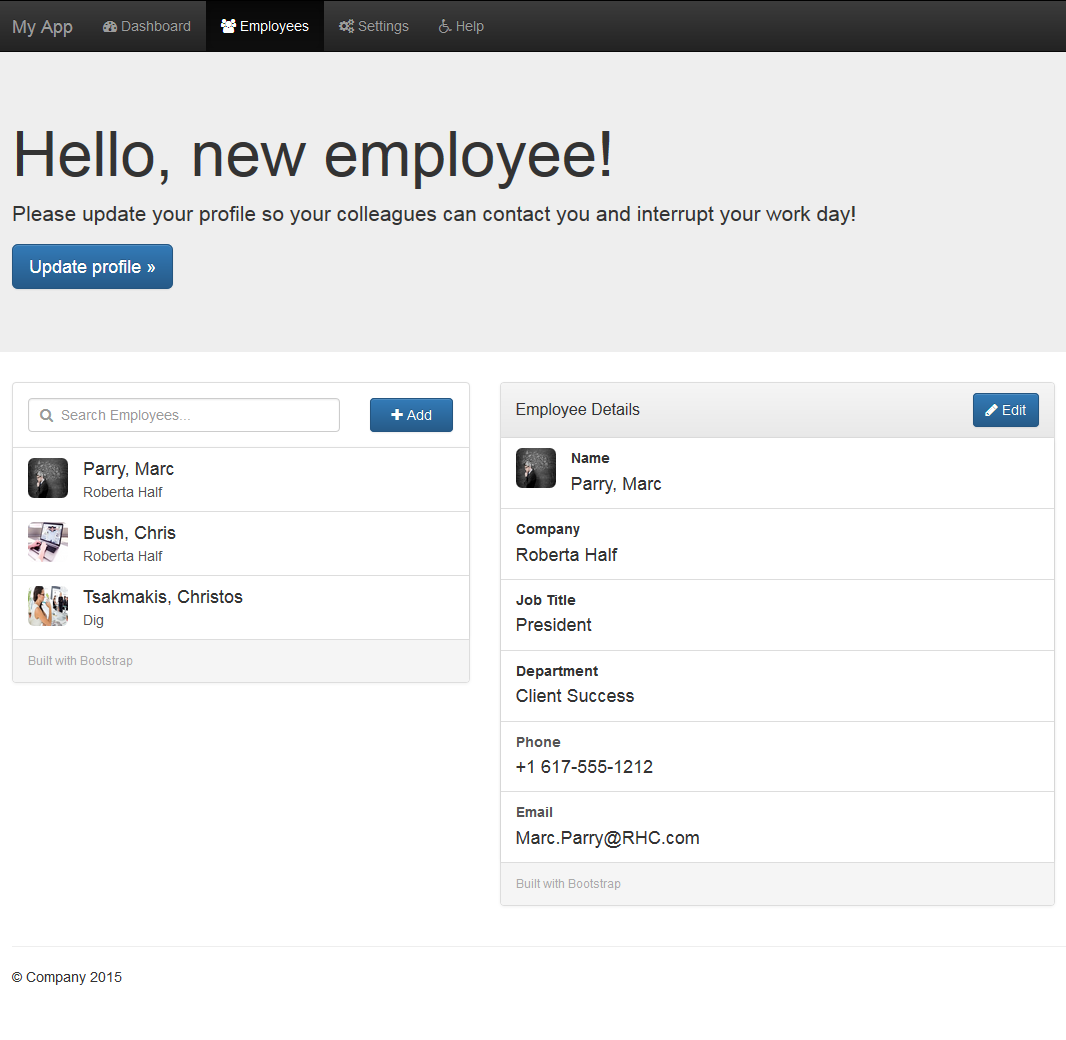 My App Dashboard Employees Settings Help
Hello, new employee!
Please update your profile so your colleagues can contact you and interrupt your work day!
Update profile »
Search Employees...
Add
Parry, Marc
Roberta Half
Bush, Chris
Roberta Half
Tsakmakis, Christos
Dig
Built with Bootstrap
Employee Details
Edit
Name
Parry, Marc
Company
Roberta Half
Job Title
President
Department
Client Success
Phone
+1 617-555-1212
Email
Marc.Parry@RHC.com
Built with Bootstrap
© Company 2015